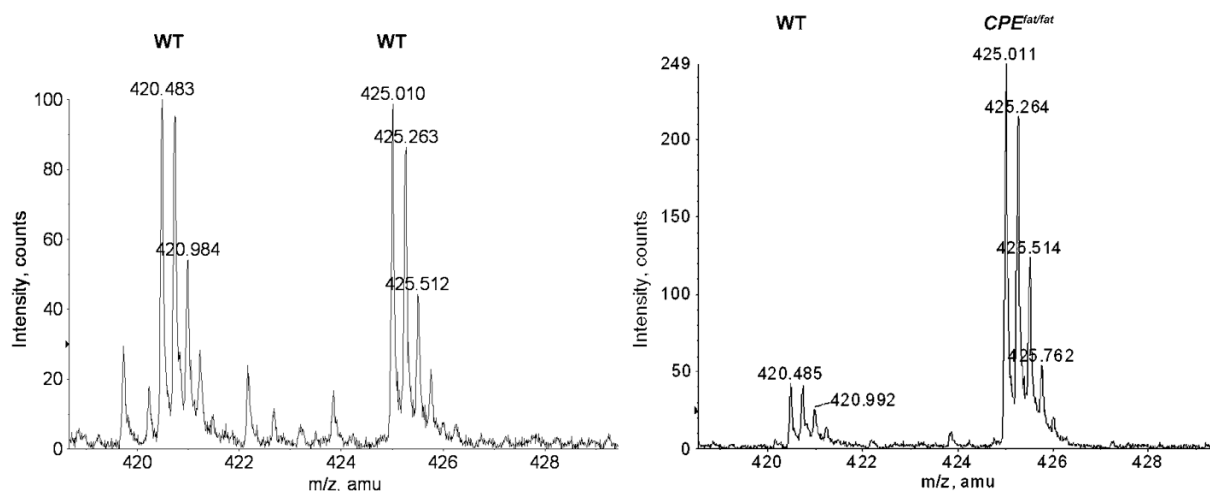 WT WT
420.483
425.010
425.263
420.984
425.512
100
80
60
40
20
0
Intensity, counts
420 422 424 426 428
m/z, amu
WT CPEfat/fat
425.011
425.264
425.514
425.762
420.485
420.992
249
200
150
100
50
0
Intensity, counts
420 422 424 426 428
m/z, amu